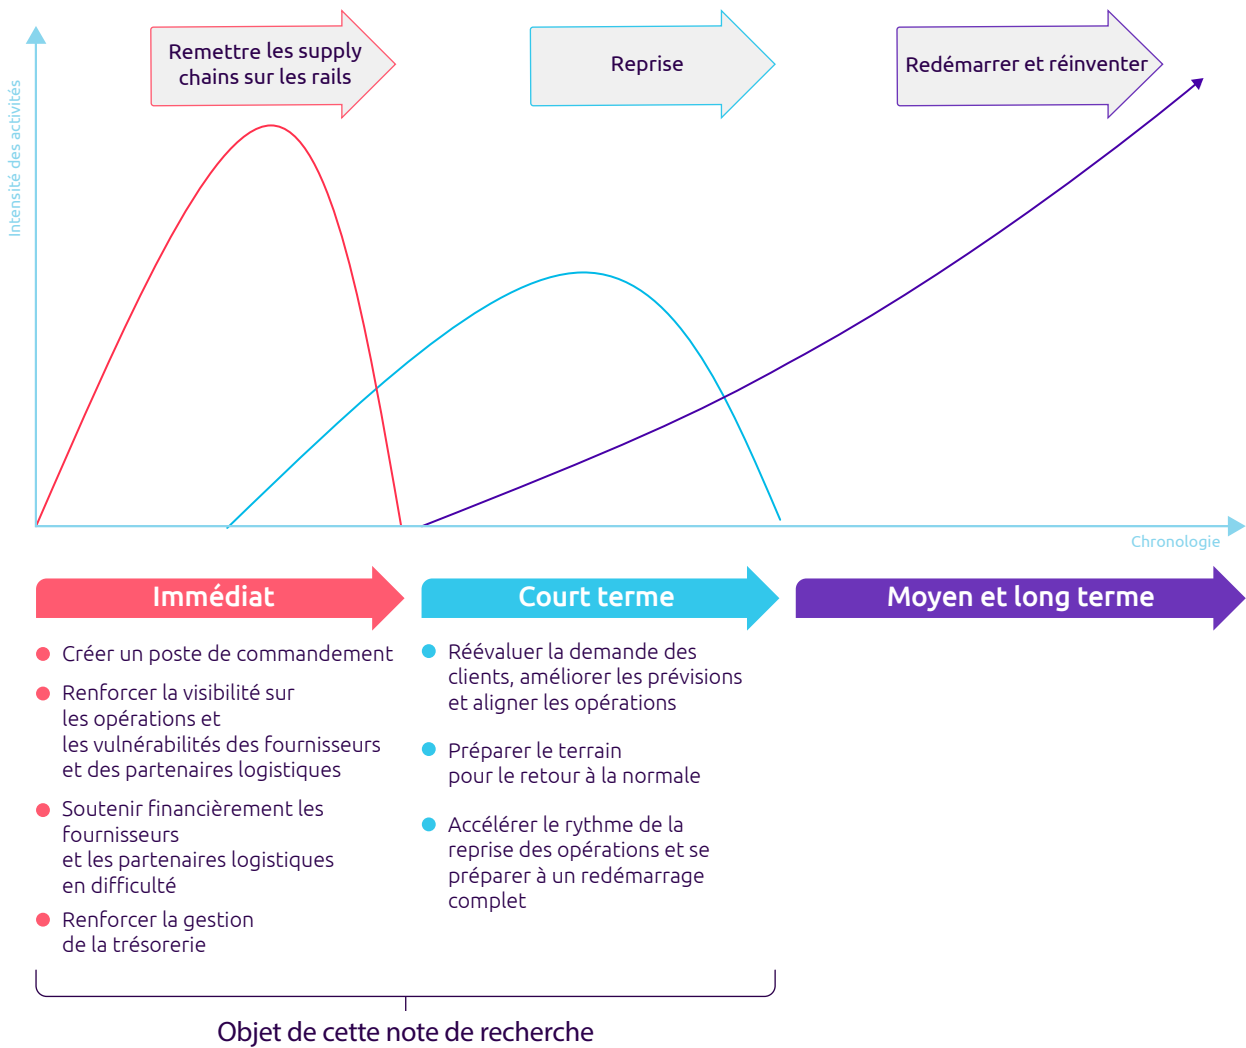 Remettre les supply
chains sur les rails
Reprise
Redémarrer et réinventer
Intensité des activités
Chronologie
Immédiat
Créer un poste de commandement
Renforcer la visibilité sur
les opérations et
les vulnérabilités des fournisseurs
et des partenaires logistiques
Soutenir financièrement les
fournisseurs
et les partenaires logistiques
en difficulté
Renforcer la gestion
de la trésorerie
Court terme
Réévaluer la demande des
clients, améliorer les prévisions
et aligner les opérations
Préparer le terrain
pour le retour à la normale
Accélérer le rythme de la
reprise des opérations et se
préparer à un redémarrage
complet
Moyen et long terme
Objet de cette note de recherche